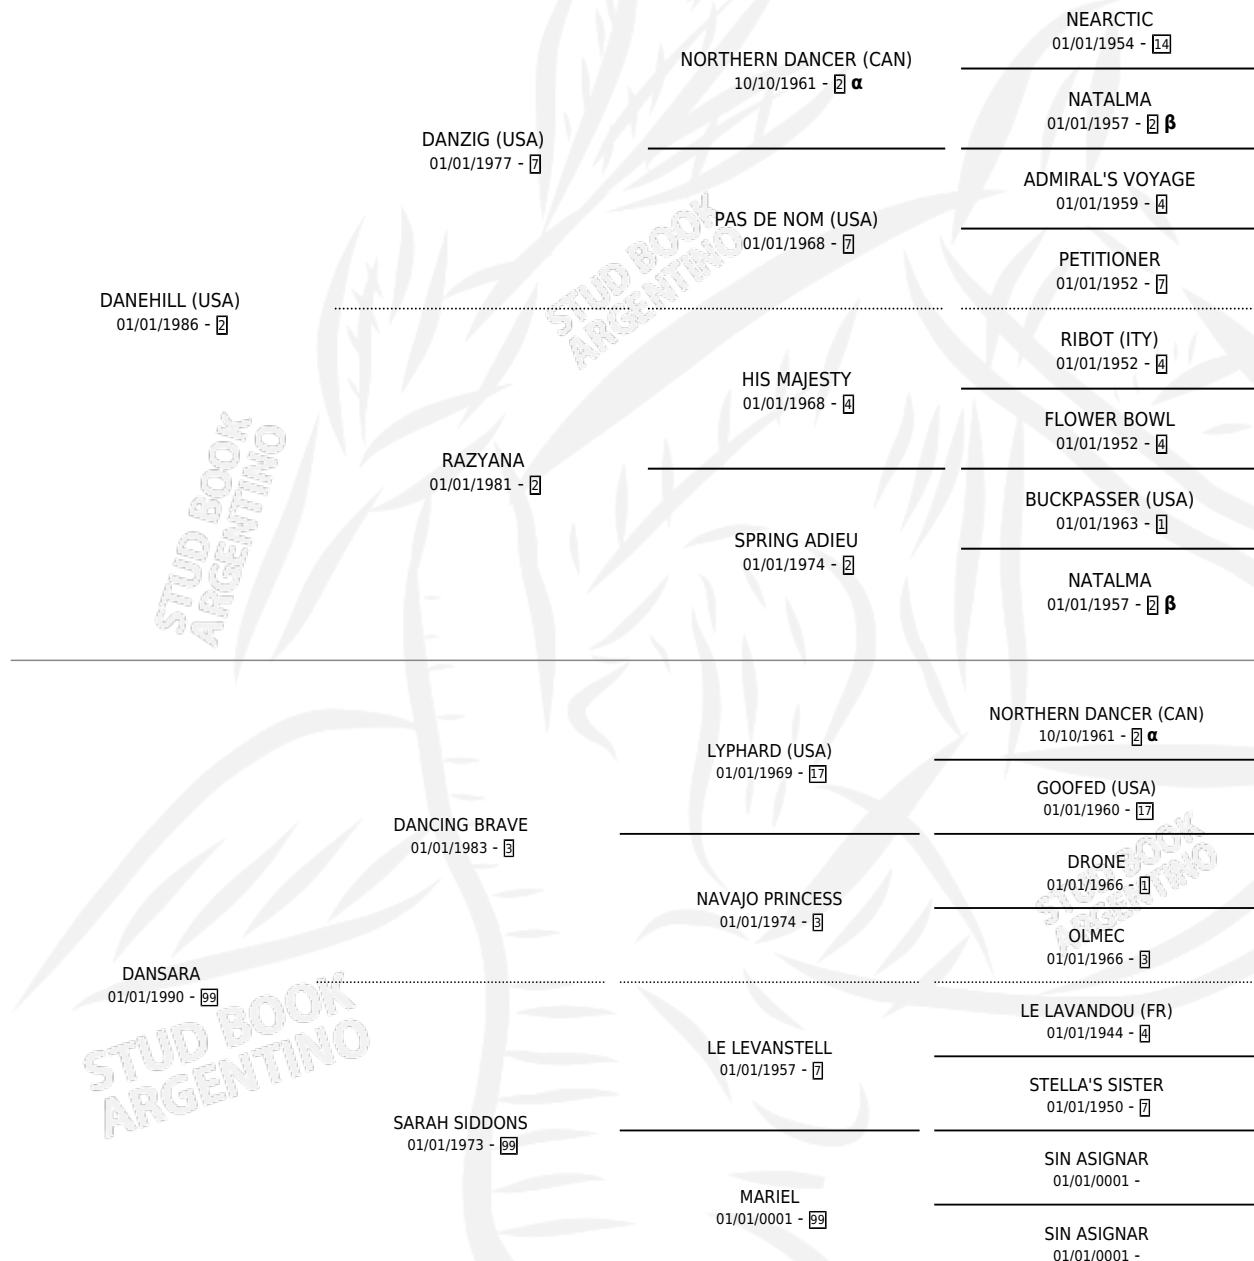 NEARCTIC
01/01/1954 - 14
NORTHERN DANCER (CAN)
10/10/1961 - 2 α
NATALMA
01/01/1957 - 2 β
DANZIG (USA)
01/01/1977 - 7
ADMIRAL'S VOYAGE
01/01/1959 - 4
PAS DE NOM (USA)
01/01/1968 - 7
PETITIONER
01/01/1952 - 7
DANEHILL (USA)
01/01/1986 - 2
STUD BOOK
ARGENTINO
RIBOT (ITY)
01/01/1952 - 4
HIS MAJESTY
01/01/1968 - 4
FLOWER BOWL
01/01/1952 - 4
RAZYANA
01/01/1981 - 2
BUCKPASSER (USA)
01/01/1963 - 1
SPRING ADIEU
01/01/1974 - 2
NATALMA
01/01/1957 - 2 β
STUD BOOK
ARGENTINO
NORTHERN DANCER (CAN)
10/10/1961 - 2 α
LYPHARD (USA)
01/01/1969 - 17
GOOFED (USA)
01/01/1960 - 17
DANCING BRAVE
01/01/1983 - 3
DRONE
01/01/1966 - 1
NAVAJO PRINCESS
01/01/1974 - 3
OLMEC
01/01/1966 - 3
STUD BOOK
ARGENTINO
DANSARA
01/01/1990 - 99
STUD BOOK
ARGENTINO
LE LAVANDOU (FR)
01/01/1944 - 4
LE LEVANSTELL
01/01/1957 - 7
STELLA'S SISTER
01/01/1950 - 7
SARAH SIDDONS
01/01/1973 - 99
SIN ASIGNAR
01/01/0001 -
MARIEL
01/01/0001 - 99
SIN ASIGNAR
01/01/0001 -